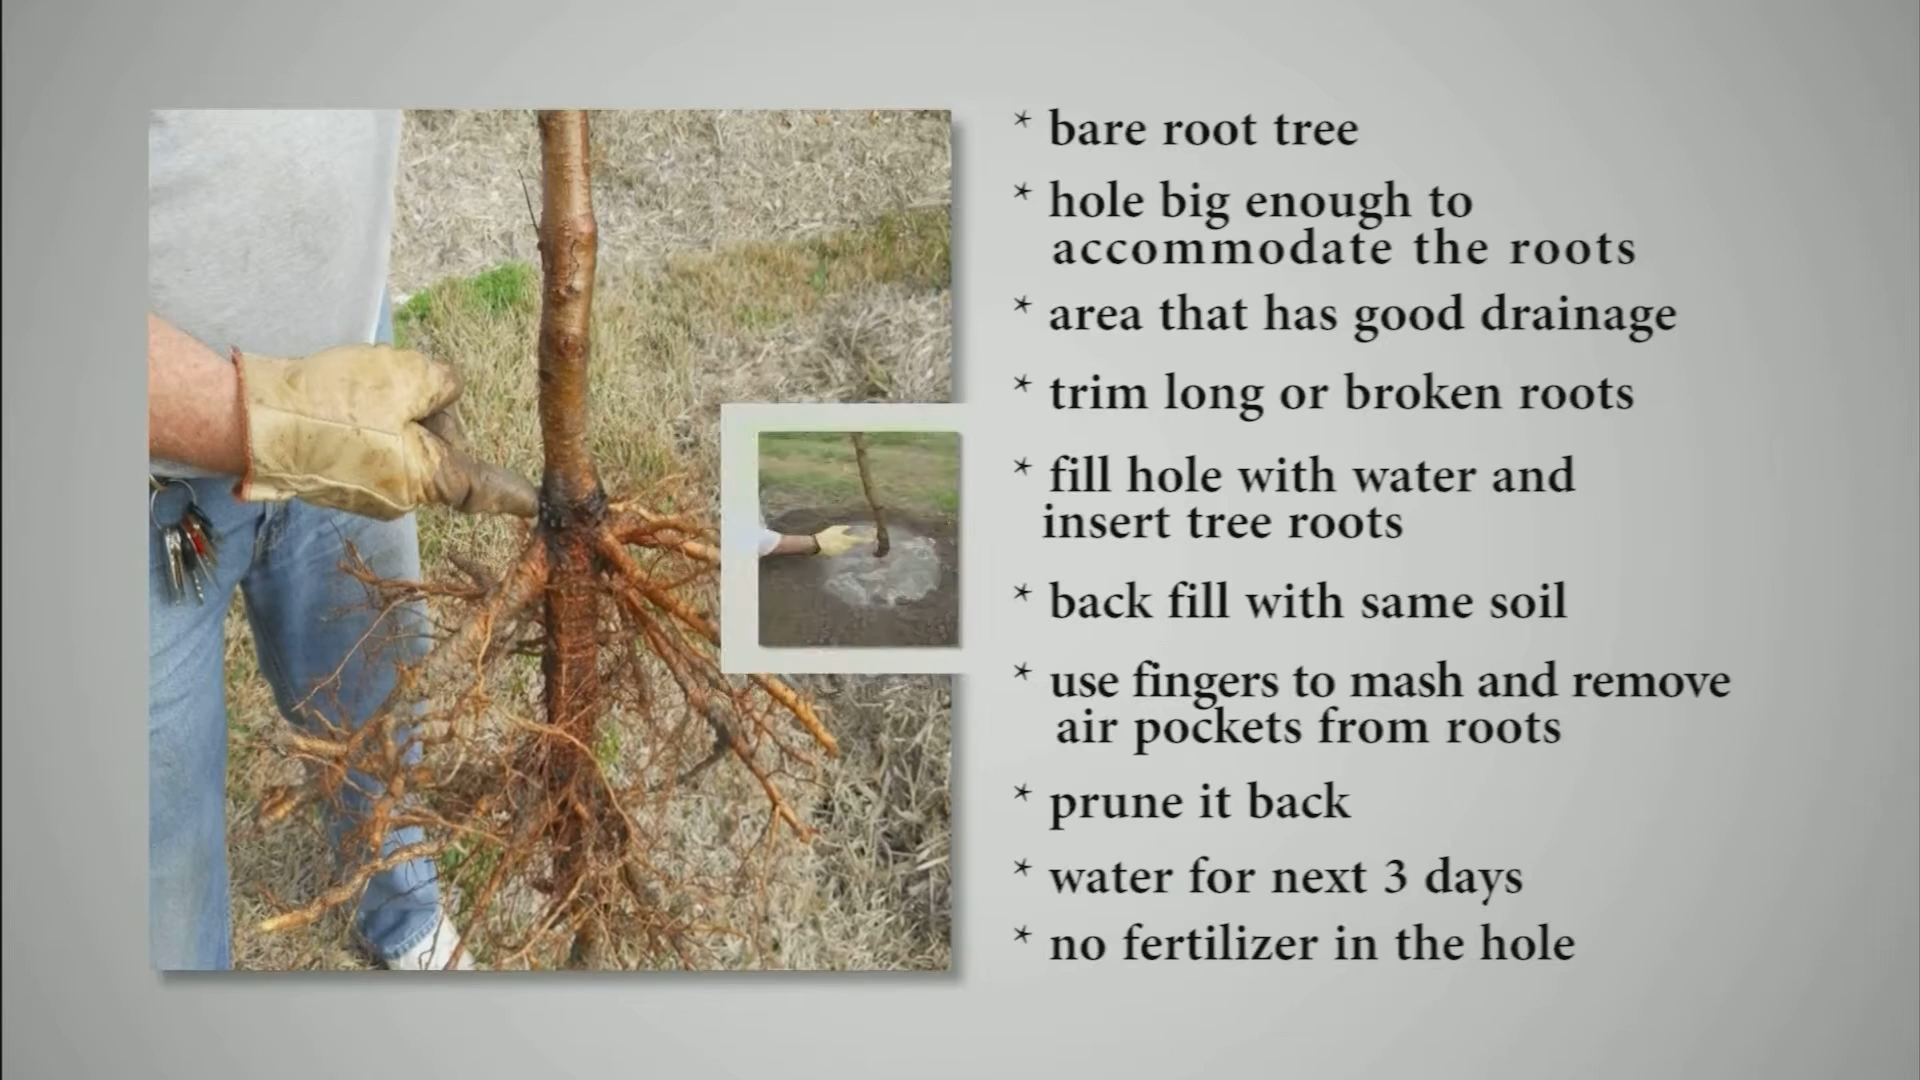 * bare root tree
* hole big enough to
accommodate the roots
* area that has good drainage
* trim long or broken roots
* fill hole with water and
insert tree roots
* back fill with same soil
* use fingers to mash and remove
air pockets from roots
* prune it back
* water for next 3 days
* no fertilizer in the hole